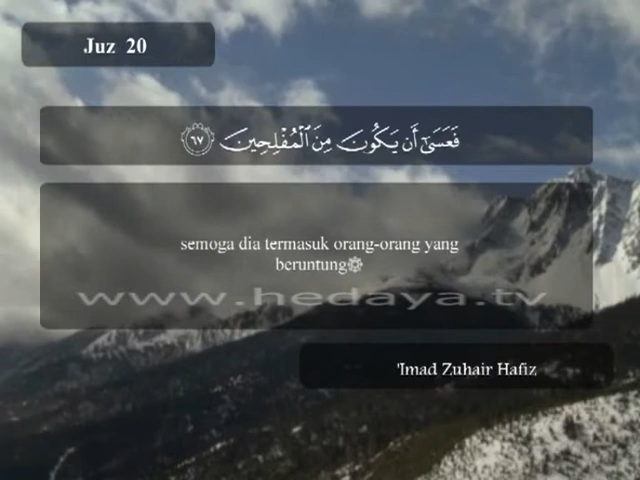 Juz 20
فَعَسَىٰٓ أَن يَكُونَ مِنَ ٱلْمُفْلِحِينَ ٦٧
semoga dia termasuk orang-orang yang
beruntung
www.hedaya.tv
'Imad Zuhair Hafiz